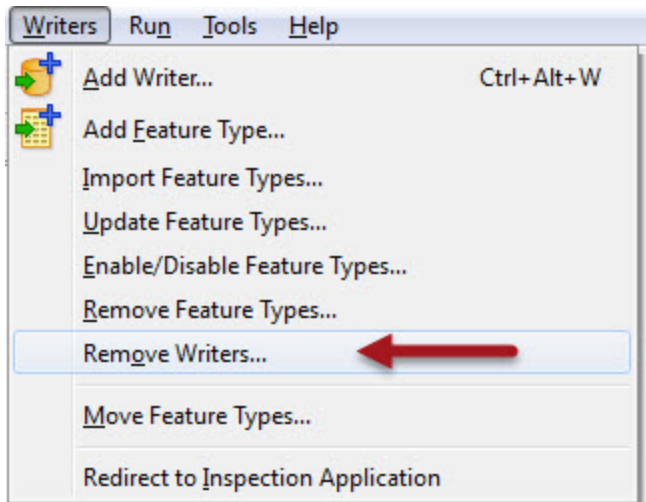 Writers Run Tools Help
Add Writer... Ctrl+Alt+W
Add Feature Type...
Import Feature Types...
Update Feature Types...
Enable/Disable Feature Types...
Remove Feature Types...
Remove Writers...
Move Feature Types...
Redirect to Inspection Application